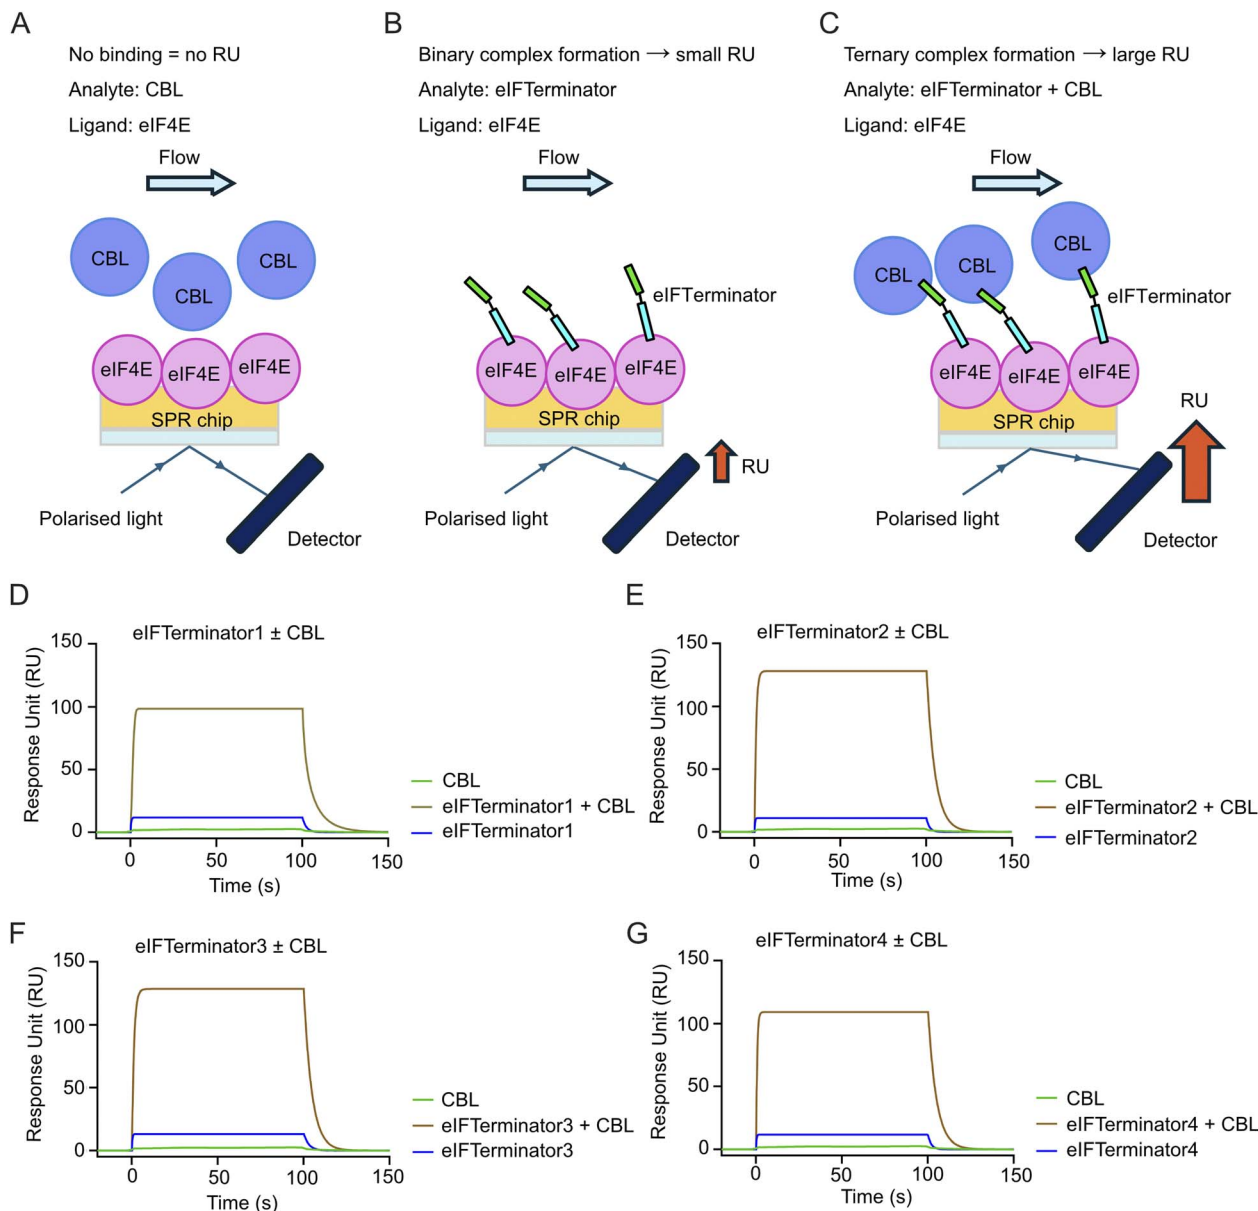 A
No binding = no RU
Analyte: CBL
Ligand: eIF4E
Flow
CBL
CBL
CBL
eIF4E
eIF4E
eIF4E
SPR chip
Polarised light
Detector
B
Binary complex formation → small RU
Analyte: eIFTerminator
Ligand: eIF4E
Flow
eIFTerminator
eIF4E
eIF4E
eIF4E
SPR chip
RU
Polarised light
Detector
C
Ternary complex formation → large RU
Analyte: eIFTerminator + CBL
Ligand: eIF4E
Flow
CBL
CBL
CBL
eIFTerminator
eIF4E
eIF4E
eIF4E
SPR chip
RU
Polarised light
Detector
D
eIFTerminator1 ± CBL
Response Unit (RU)
150
100
50
0
0 50 100 150
Time (s)
CBL
eIFTerminator1 + CBL
eIFTerminator1
E
eIFTerminator2 ± CBL
Response Unit (RU)
150
100
50
0
0 50 100 150
Time (s)
CBL
eIFTerminator2 + CBL
eIFTerminator2
F
eIFTerminator3 ± CBL
Response Unit (RU)
150
100
50
0
0 50 100 150
Time (s)
CBL
eIFTerminator3 + CBL
eIFTerminator3
G
eIFTerminator4 ± CBL
Response Unit (RU)
150
100
50
0
0 50 100 150
Time (s)
CBL
eIFTerminator4 + CBL
eIFTerminator4